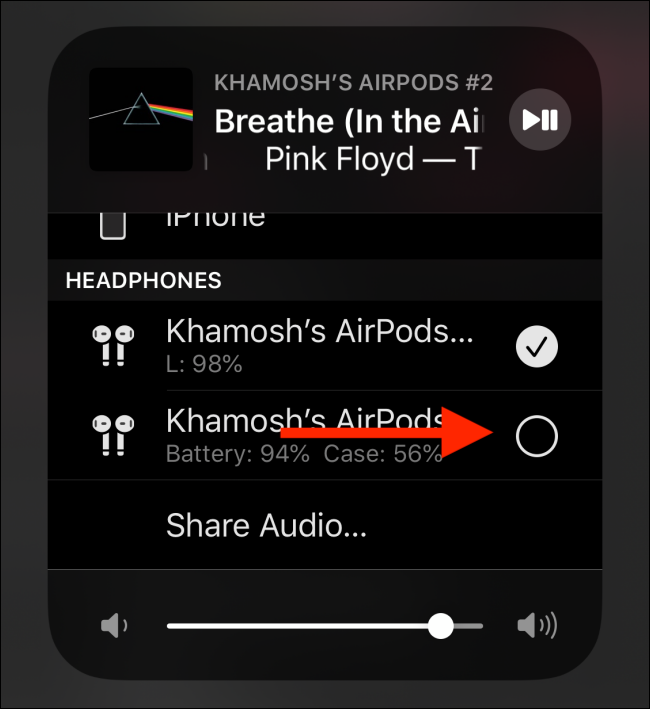 KHAMOSH’S AIRPODS #2
Breathe (In the Ai
Pink Floyd — T
iPhone
HEADPHONES
Khamosh’s AirPods...
L: 98%
Khamosh’s AirPods
Battery: 94% Case: 56%
Share Audio...